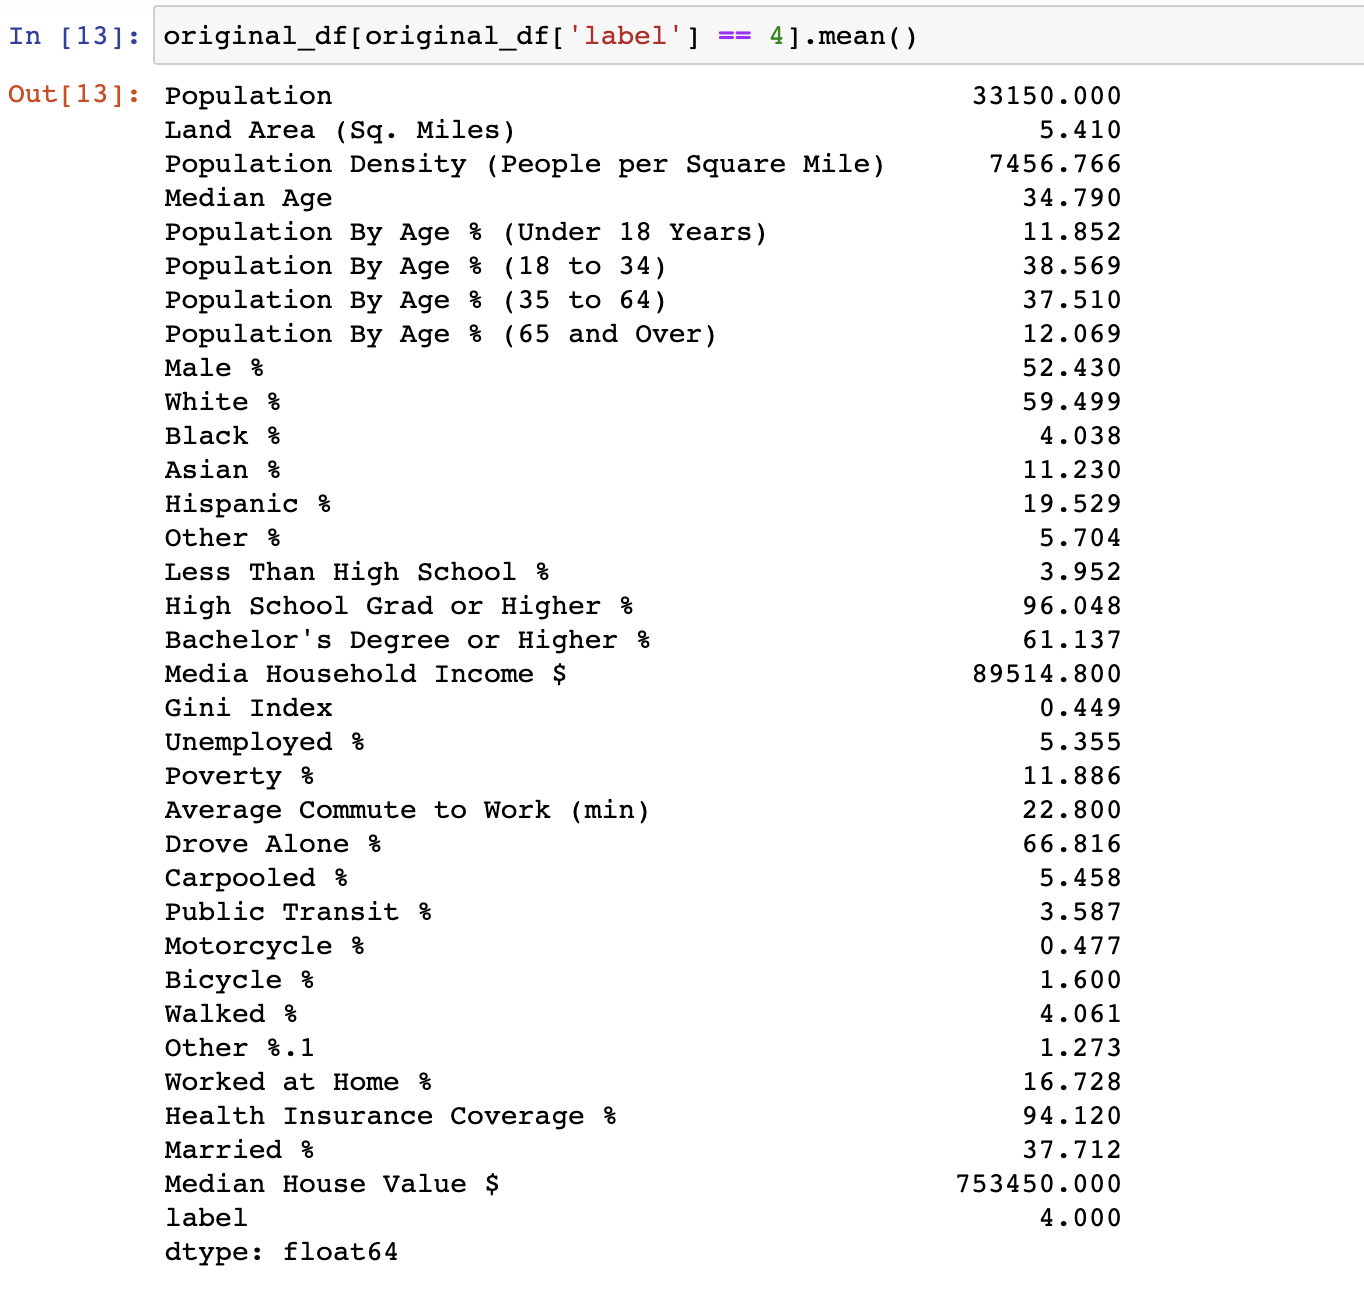 In [13]: original_df[original_df['label'] == 4].mean()
Out[13]: Population 33150.000
Land Area (Sq. Miles) 5.410
Population Density (People per Square Mile) 7456.766
Median Age 34.790
Population By Age % (Under 18 Years) 11.852
Population By Age % (18 to 34) 38.569
Population By Age % (35 to 64) 37.510
Population By Age % (65 and Over) 12.069
Male % 52.430
White % 59.499
Black % 4.038
Asian % 11.230
Hispanic % 19.529
Other % 5.704
Less Than High School % 3.952
High School Grad or Higher % 96.048
Bachelor's Degree or Higher % 61.137
Media Household Income $ 89514.800
Gini Index 0.449
Unemployed % 5.355
Poverty % 11.886
Average Commute to Work (min) 22.800
Drove Alone % 66.816
Carpooled % 5.458
Public Transit % 3.587
Motorcycle % 0.477
Bicycle % 1.600
Walked % 4.061
Other %.1 1.273
Worked at Home % 16.728
Health Insurance Coverage % 94.120
Married % 37.712
Median House Value $ 753450.000
label 4.000
dtype: float64